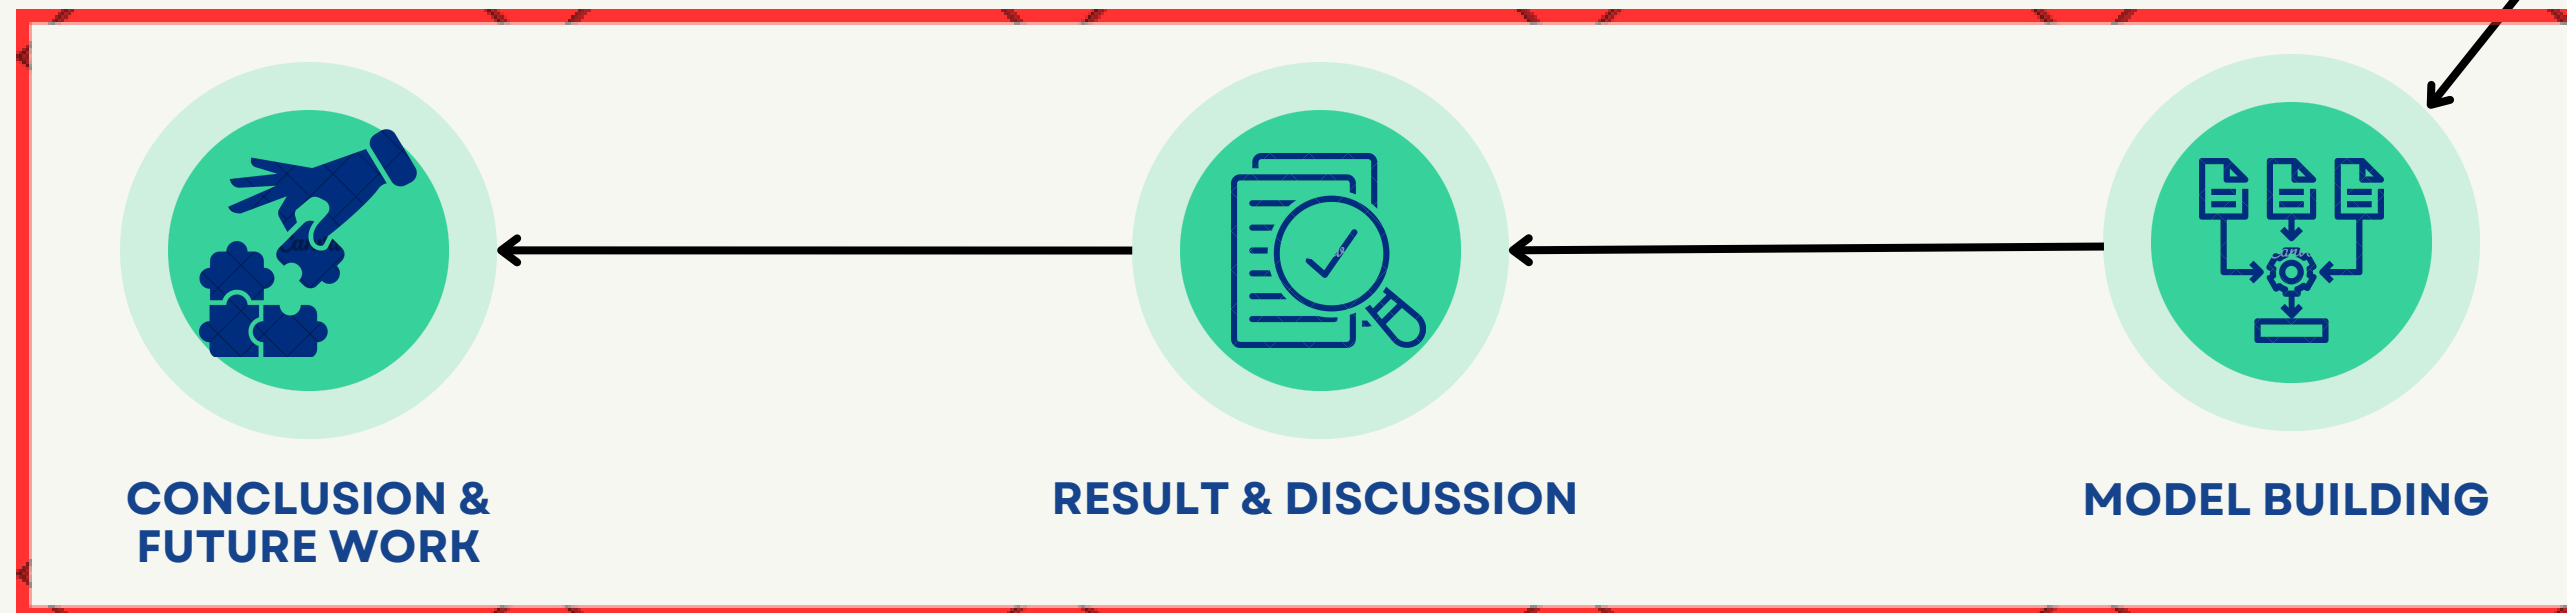 CONCLUSION &
FUTURE WORK
RESULT & DISCUSSION
MODEL BUILDING